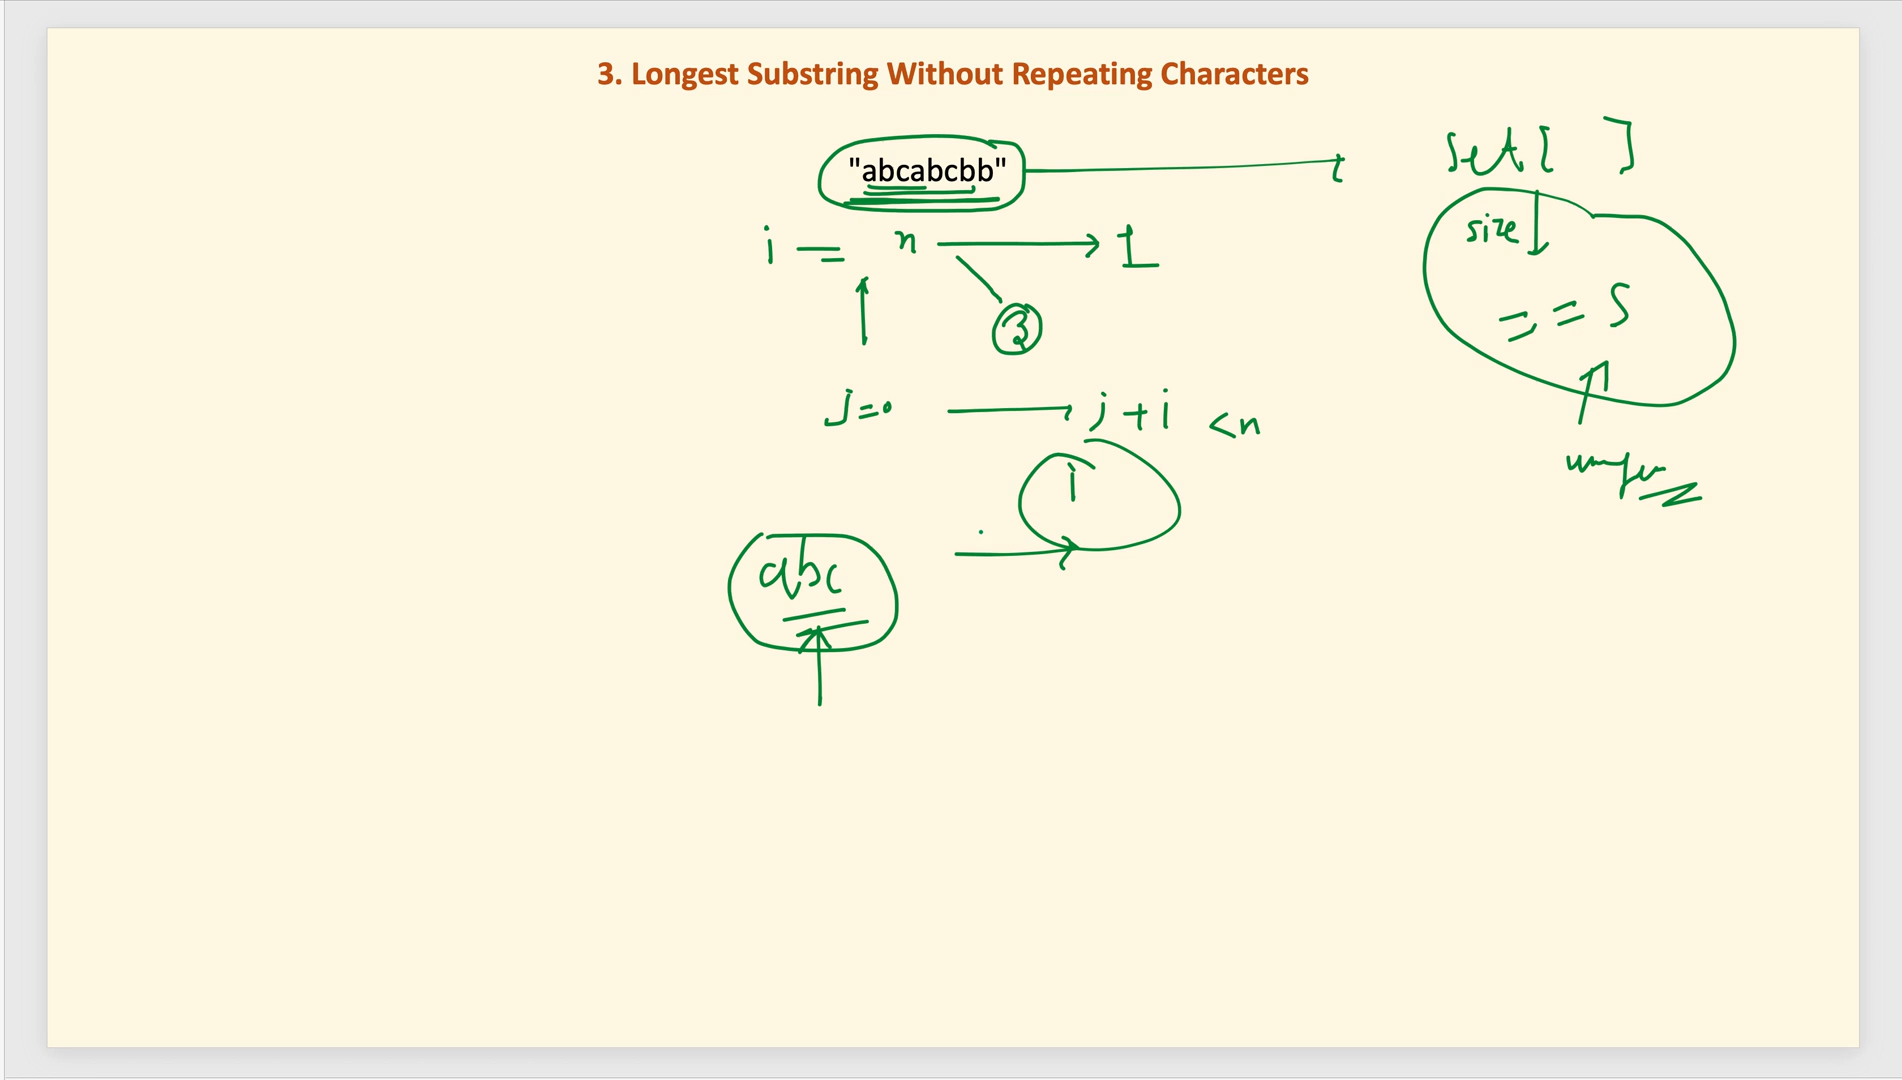 3. Longest Substring Without Repeating Characters
set[ ]
"abcabcbb"
size
i = n → 1
== S
3
j=0 → j+i <n
i
abc